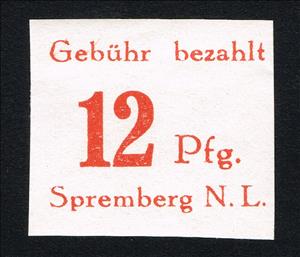 Gebühr bezahlt
12 Pfg.
Spremberg N. L.